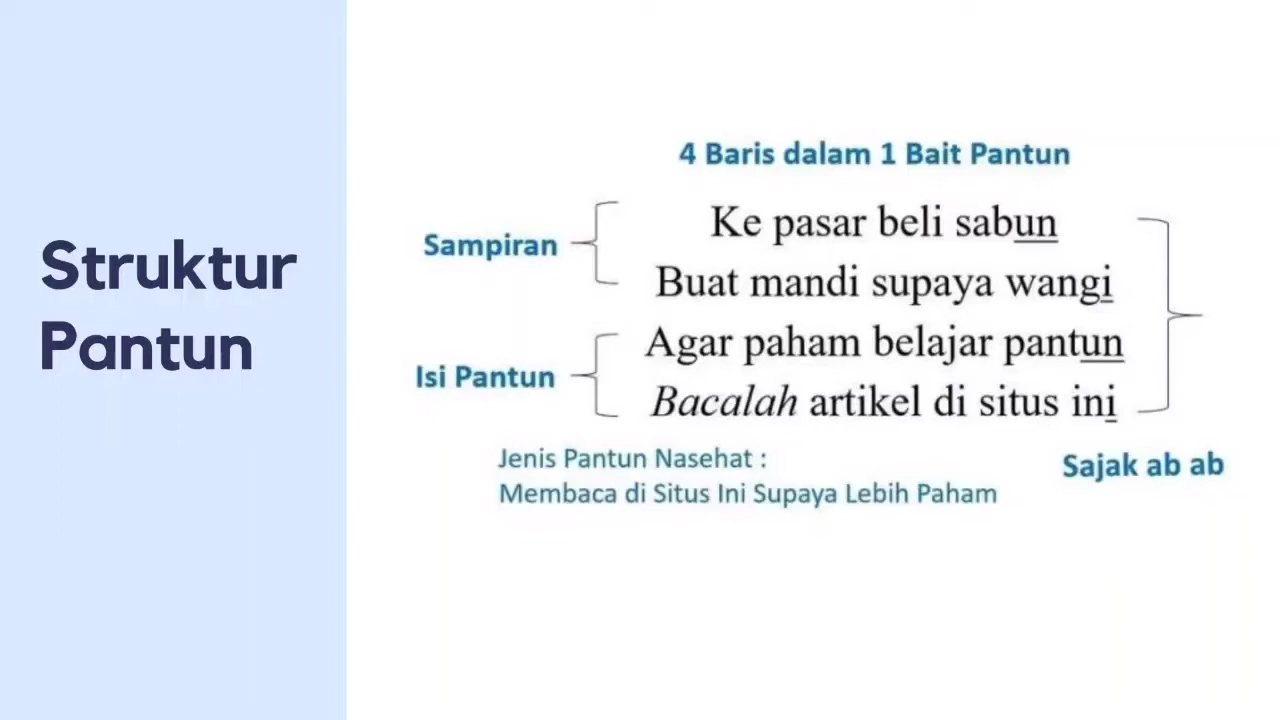 Struktur
Pantun
4 Baris dalam 1 Bait Pantun
Sampiran
Ke pasar beli sabun
Buat mandi supaya wangi
Isi Pantun
Agar paham belajar pantun
Bacalah artikel di situs ini
Jenis Pantun Nasehat :
Membaca di Situs Ini Supaya Lebih Paham
Sajak ab ab